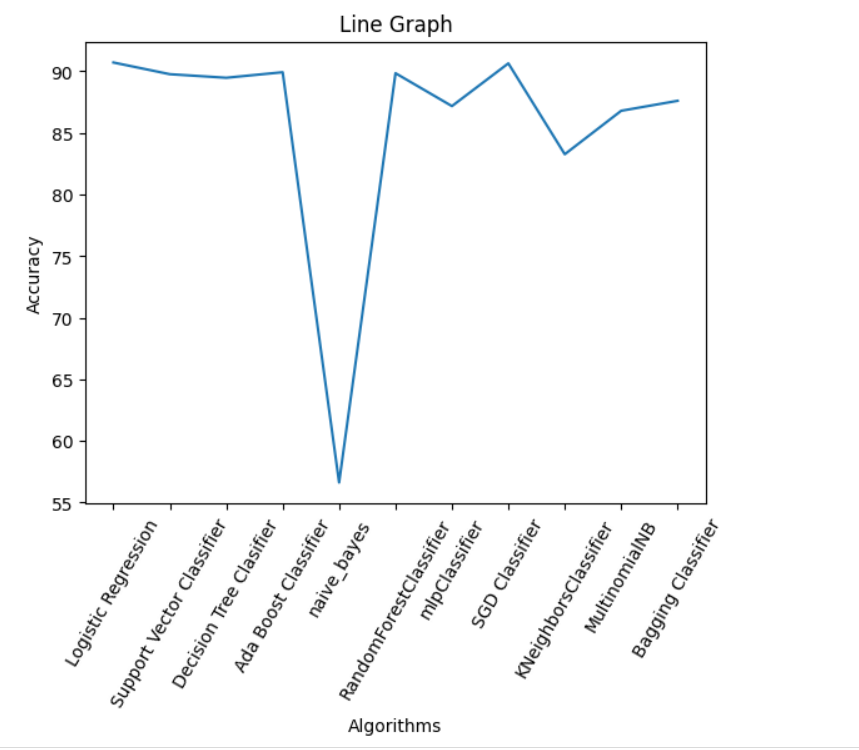 Line Graph
90
85
80
75
70
65
60
55
Accuracy
Logistic Regression
Support Vector Classifier
Decision Tree Clasifier
Ada Boost Classifier
naive_bayes
RandomForestClassifier
mlpClassifier
SGD Classifier
KNeighborsClassifier
MultinomialNB
Bagging Classifier
Algorithms